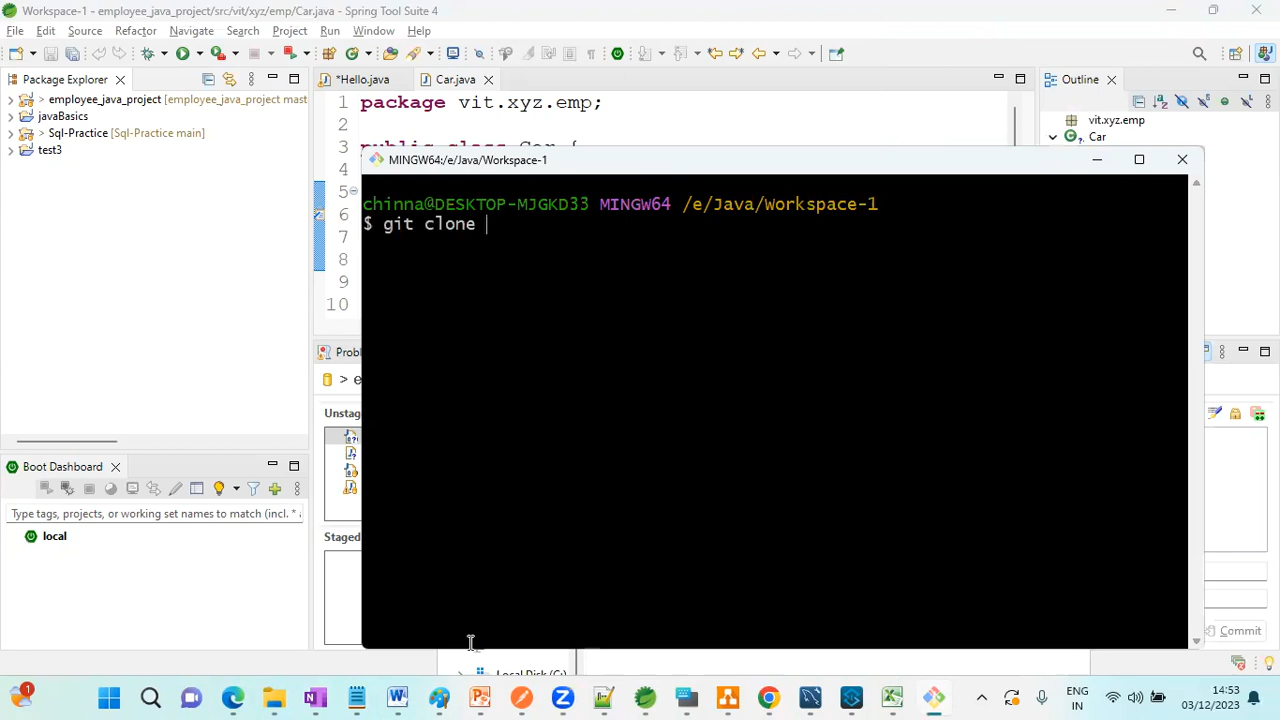 Workspace-1 - employee_java_project/src/vit/xyz/emp/Car.java - Spring Tool Suite 4
File Edit Source Refactor Navigate Search Project Run Window Help
Package Explorer
*Hello.java
Car.java
Outline
> employee_java_project [employee_java_project mast
javaBasics
> Sql-Practice [Sql-Practice main]
test3
1 package vit.xyz.emp;
2
3
4
5
6
7
8
9
10
vit.xyz.emp
Car
MINGW64:/e/Java/Workspace-1
chinna@DESKTOP-MJGKD33 MINGW64 /e/Java/Workspace-1
$ git clone
Prob
> e
Unstag
Staged
Commit
Boot Dashboard
Type tags, projects, or working set names to match (incl. *
local
Local Disk (C:)
1
ENG
IN
14:53
03/12/2023